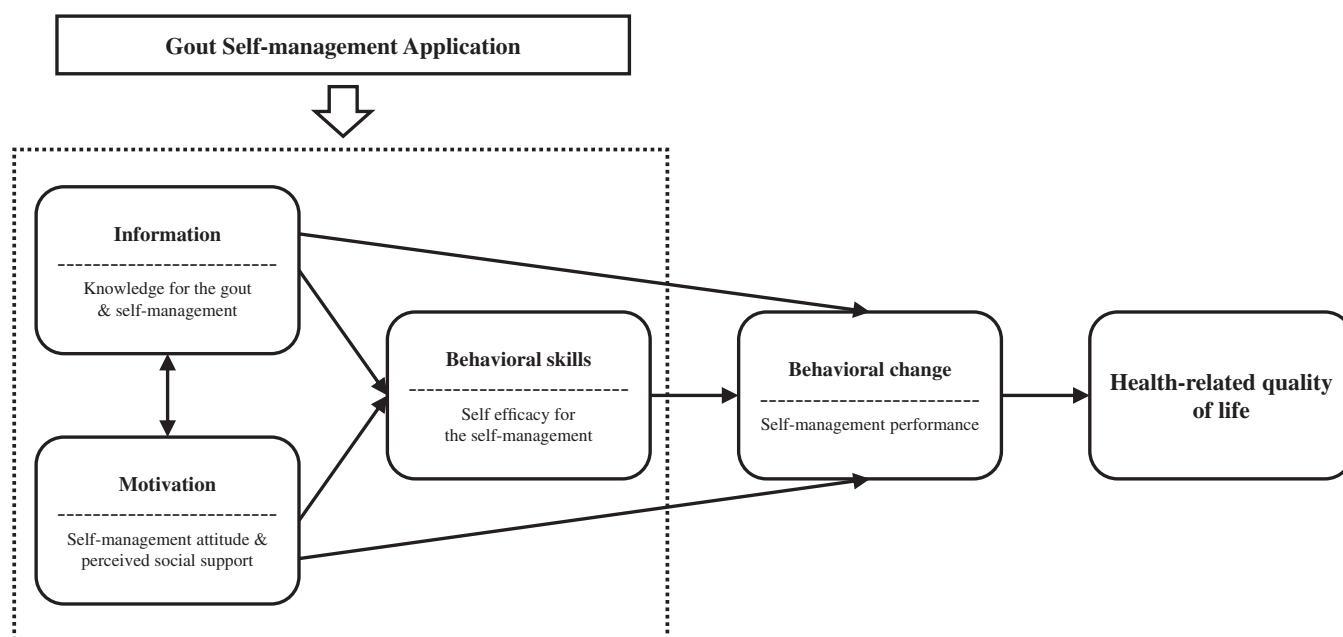 Gout Self-management Application
Information
Knowledge for the gout
& self-management
Motivation
Self-management attitude &
perceived social support
Behavioral skills
Self efficacy for
the self-management
Behavioral change
Self-management performance
Health-related quality
of life